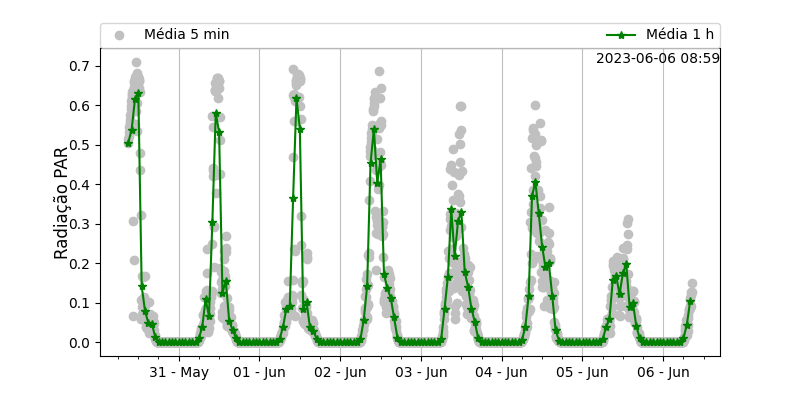 Média 5 min
Média 1 h
2023-06-06 08:59
Radiação PAR
0.7
0.6
0.5
0.4
0.3
0.2
0.1
0.0
31 - May
01 - Jun
02 - Jun
03 - Jun
04 - Jun
05 - Jun
06 - Jun